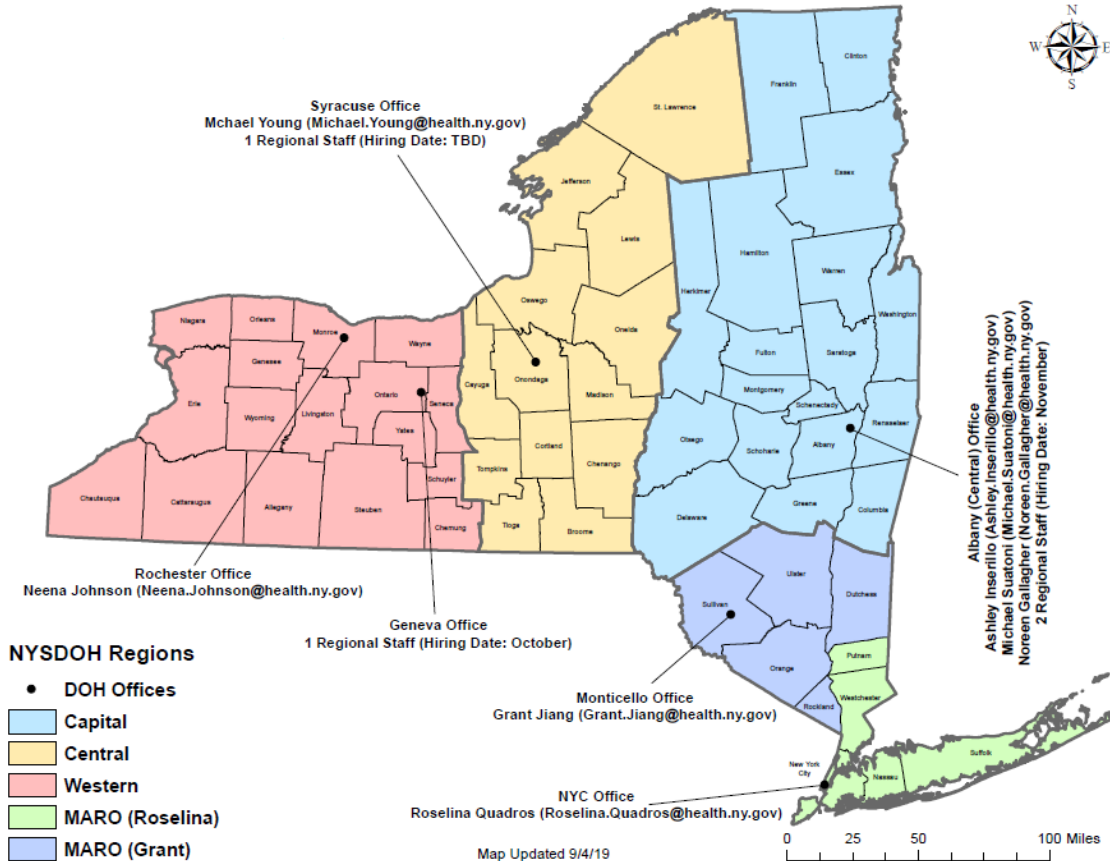 N
W E
S
Syracuse Office
Mchael Young (Michael.Young@health.ny.gov)
1 Regional Staff (Hiring Date: TBD)
Clinton
Franklin
St. Lawrence
Essex
Jefferson
Lewis
Hamilton
Warren
Herkimer
Washington
Oswego
Oneida
Niagara
Orleans
Monroe
Wayne
Fulton
Saratoga
Genesee
Cayuga
Onondaga
Madison
Montgomery
Schenectady
Erie
Wyoming
Livingston
Ontario
Seneca
Yates
Otsego
Schoharie
Albany
Rensselaer
Cortland
Chenango
Tompkins
Schuyler
Chautauqua
Cattaraugus
Allegany
Steuben
Chemung
Tioga
Broome
Delaware
Greene
Columbia
Albany (Central) Office
Ashley Inserillo (Ashley.Inserillo@health.ny.gov)
Michael Suatoni (Michael.Suatoni@health.ny.gov)
Noreen Gallagher (Noreen.Gallagher@health.ny.gov)
2 Regional Staff (Hiring Date: November)
Rochester Office
Neena Johnson (Neena.Johnson@health.ny.gov)
Ulster
Dutchess
Sullivan
Geneva Office
1 Regional Staff (Hiring Date: October)
Orange
Putnam
Rockland
Westchester
Monticello Office
Grant Jiang (Grant.Jiang@health.ny.gov)
New York
City
Nassau
Suffolk
NYC Office
Roselina Quadros (Roselina.Quadros@health.ny.gov)
NYSDOH Regions
DOH Offices
Capital
Central
Western
MARO (Roselina)
MARO (Grant)
Map Updated 9/4/19
0 25 50 100 Miles